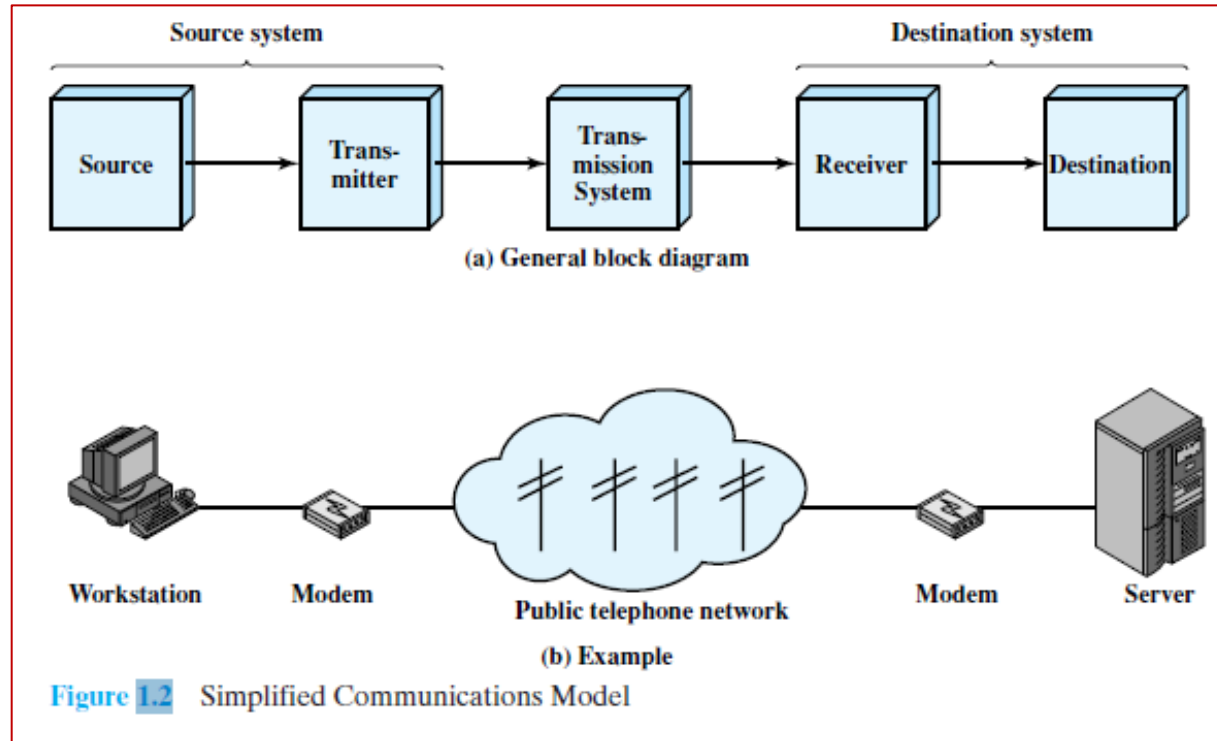 Source system
Destination system
Source
Trans-
mitter
Trans-
mission
System
Receiver
Destination
(a) General block diagram
Workstation
Modem
Public telephone network
Modem
Server
(b) Example
Figure 1.2 Simplified Communications Model